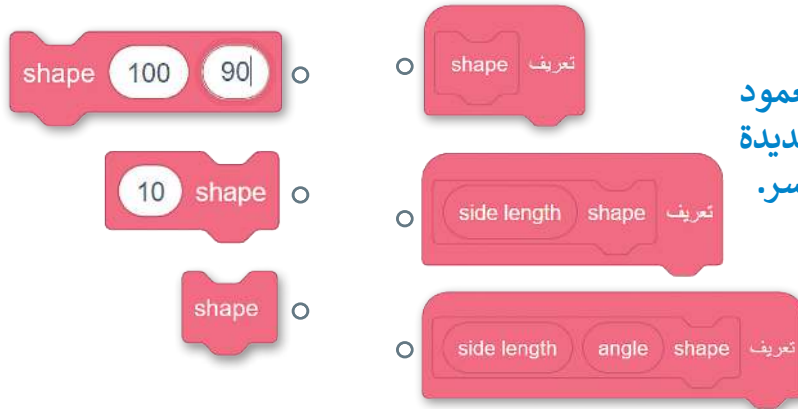 عمود
ديدة
سر.
تعريف shape
تعريف shape side length
تعريف shape angle side length
shape 100 90
shape 10
shape